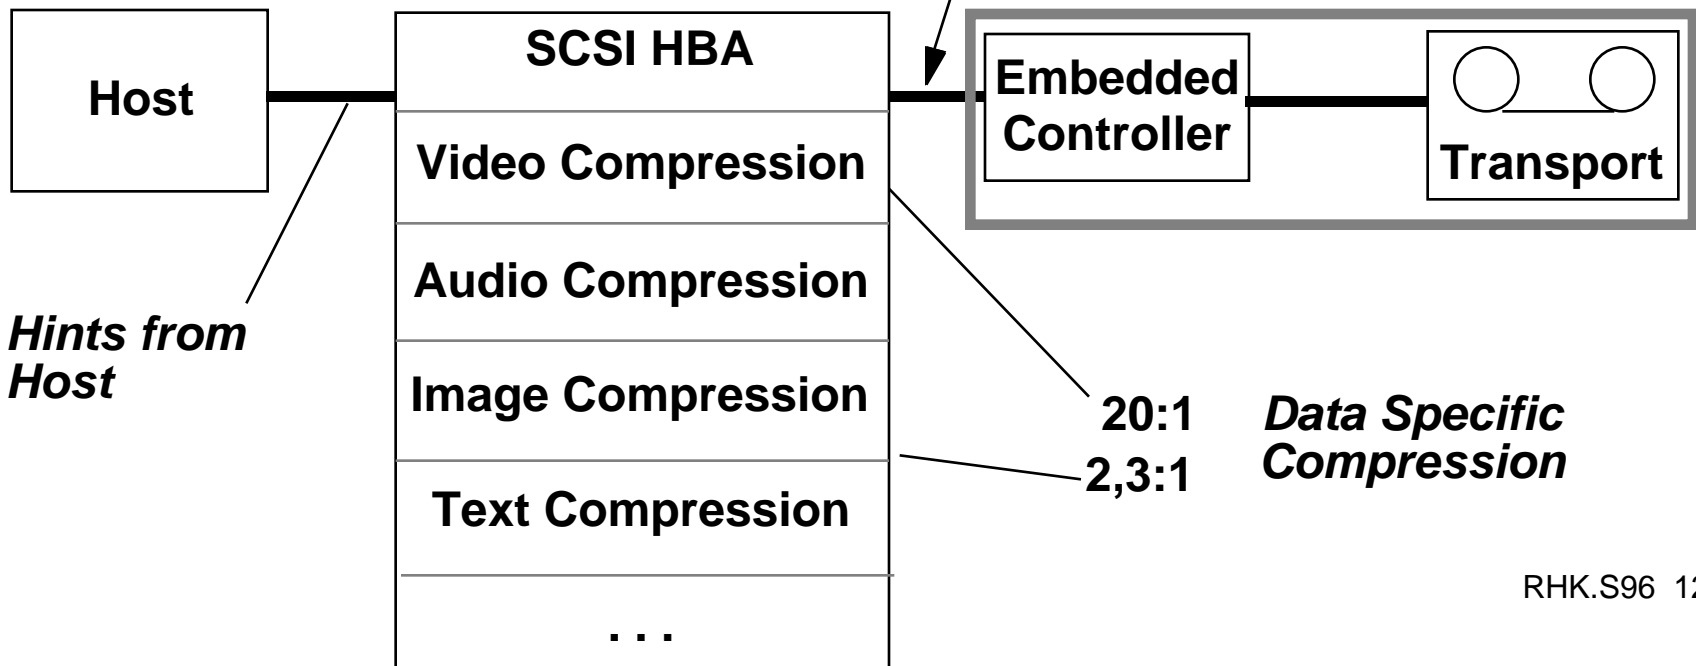 Host
SCSI HBA
Video Compression
Audio Compression
Image Compression
Text Compression
. . .
Embedded
Controller
Transport
Hints from
Host
20:1
2,3:1
Data Specific
Compression
RHK.S96 12